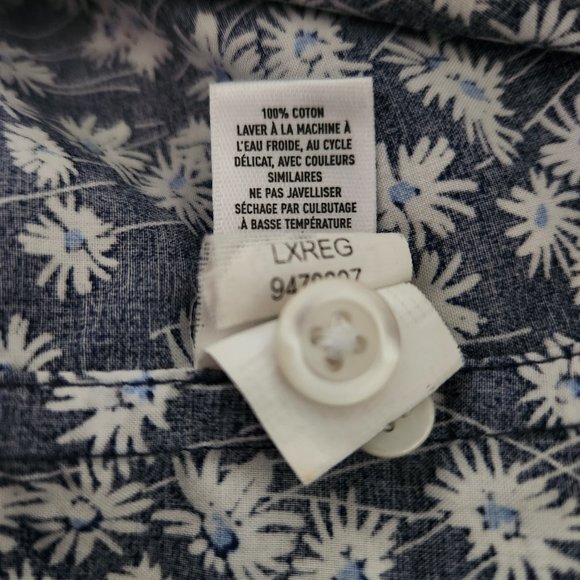 100% COTON
LAVER À LA MACHINE À
L'EAU FROIDE, AU CYCLE
DÉLICAT, AVEC COULEURS
SIMILAIRES
NE PAS JAVELLISER
SÉCHAGE PAR CULBUTAGE
À BASSE TEMPÉRATURE
LXREG